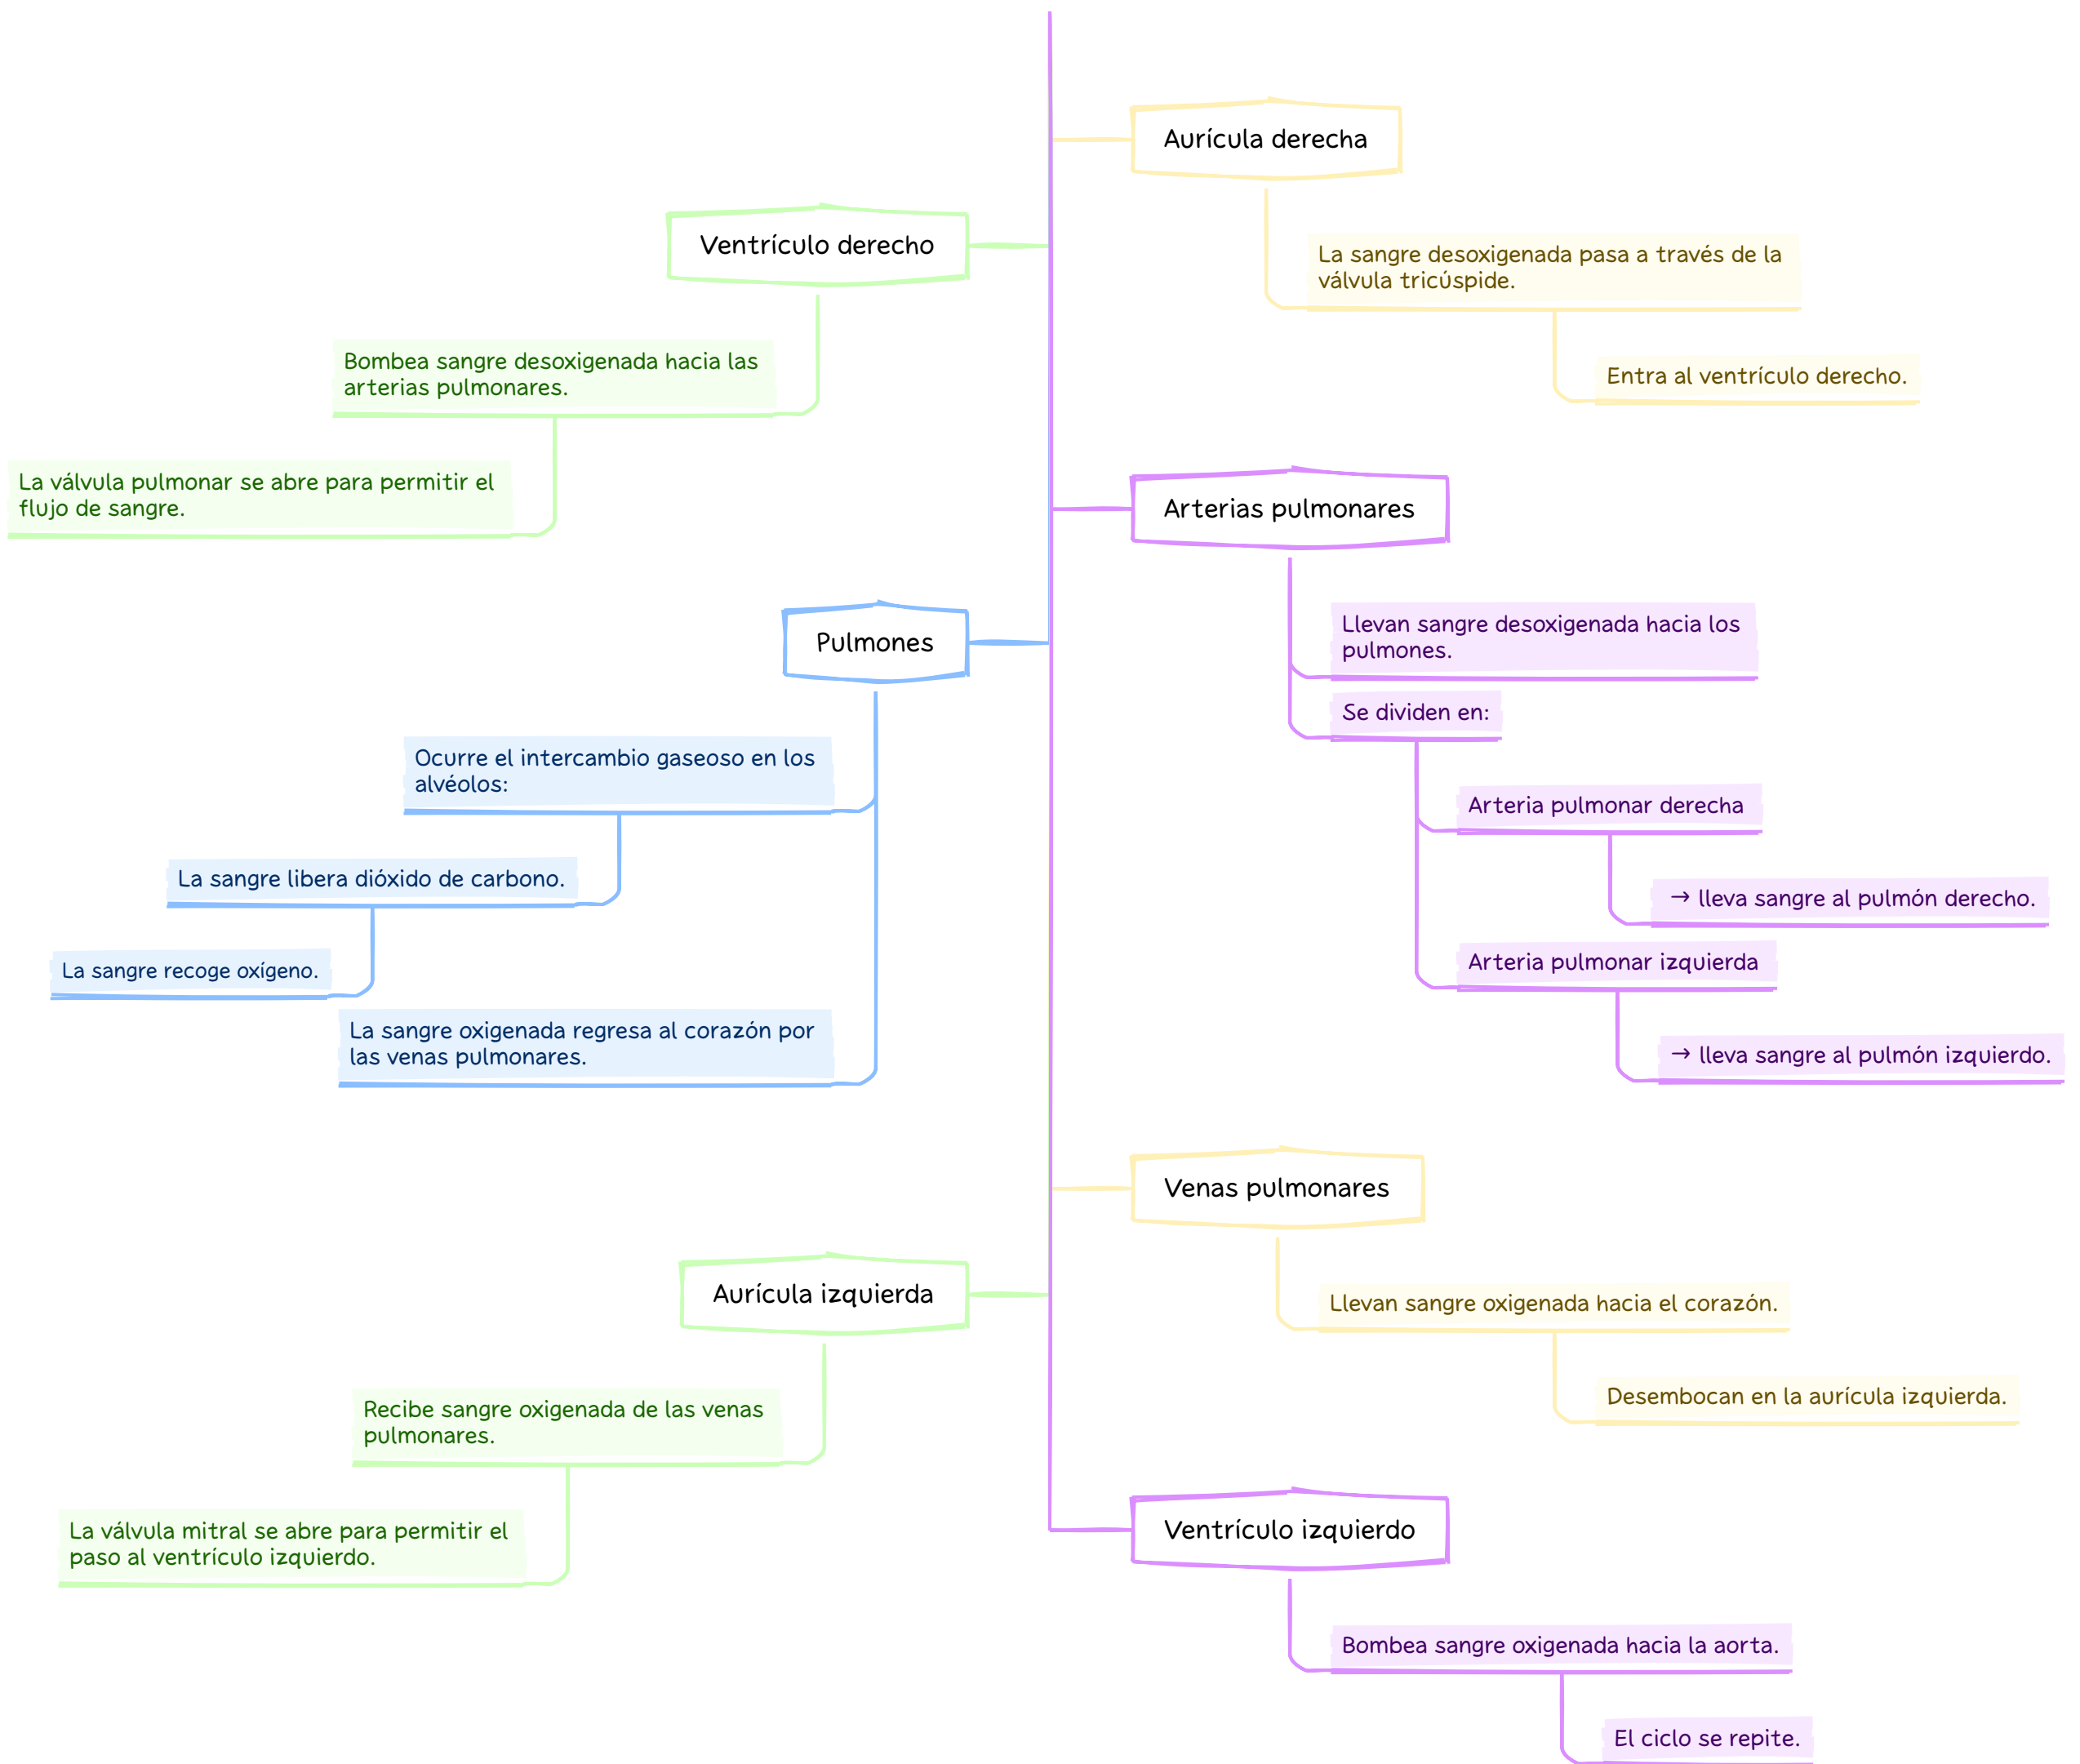 Aurícula derecha
La sangre desoxigenada pasa a través de la
válvula tricúspide.
Entra al ventrículo derecho.
Ventrículo derecho
Bombea sangre desoxigenada hacia las
arterias pulmonares.
La válvula pulmonar se abre para permitir el
flujo de sangre.
Arterias pulmonares
Llevan sangre desoxigenada hacia los
pulmones.
Se dividen en:
Arteria pulmonar derecha
→ lleva sangre al pulmón derecho.
Arteria pulmonar izquierda
→ lleva sangre al pulmón izquierdo.
Pulmones
Ocurre el intercambio gaseoso en los
alvéolos:
La sangre libera dióxido de carbono.
La sangre recoge oxígeno.
La sangre oxigenada regresa al corazón por
las venas pulmonares.
Venas pulmonares
Llevan sangre oxigenada hacia el corazón.
Desembocan en la aurícula izquierda.
Aurícula izquierda
Recibe sangre oxigenada de las venas
pulmonares.
La válvula mitral se abre para permitir el
paso al ventrículo izquierdo.
Ventrículo izquierdo
Bombea sangre oxigenada hacia la aorta.
El ciclo se repite.